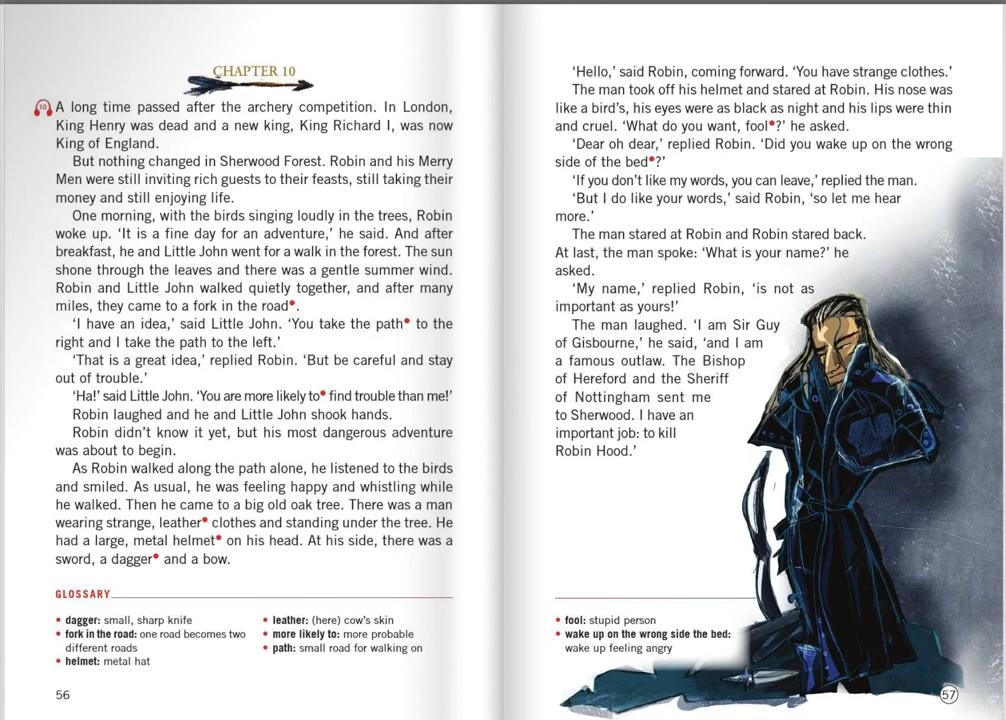 CHAPTER 10
10
A long time passed after the archery competition. In London,
King Henry was dead and a new king, King Richard I, was now
King of England.
But nothing changed in Sherwood Forest. Robin and his Merry
Men were still inviting rich guests to their feasts, still taking their
money and still enjoying life.
One morning, with the birds singing loudly in the trees, Robin
woke up. ‘It is a fine day for an adventure,’ he said. And after
breakfast, he and Little John went for a walk in the forest. The sun
shone through the leaves and there was a gentle summer wind.
Robin and Little John walked quietly together, and after many
miles, they came to a fork in the road•.
‘I have an idea,’ said Little John. ‘You take the path• to the
right and I take the path to the left.’
‘That is a great idea,’ replied Robin. ‘But be careful and stay
out of trouble.’
‘Ha!’ said Little John. ‘You are more likely to• find trouble than me!’
Robin laughed and he and Little John shook hands.
Robin didn’t know it yet, but his most dangerous adventure
was about to begin.
As Robin walked along the path alone, he listened to the birds
and smiled. As usual, he was feeling happy and whistling while
he walked. Then he came to a big old oak tree. There was a man
wearing strange, leather• clothes and standing under the tree. He
had a large, metal helmet• on his head. At his side, there was a
sword, a dagger• and a bow.
GLOSSARY
• dagger: small, sharp knife
• fork in the road: one road becomes two
different roads
• helmet: metal hat
• leather: (here) cow’s skin
• more likely to: more probable
• path: small road for walking on
56
‘Hello,’ said Robin, coming forward. ‘You have strange clothes.’
The man took off his helmet and stared at Robin. His nose was
like a bird’s, his eyes were as black as night and his lips were thin
and cruel. ‘What do you want, fool•?’ he asked.
‘Dear oh dear,’ replied Robin. ‘Did you wake up on the wrong
side of the bed•?’
‘If you don’t like my words, you can leave,’ replied the man.
‘But I do like your words,’ said Robin, ‘so let me hear
more.’
The man stared at Robin and Robin stared back.
At last, the man spoke: ‘What is your name?’ he
asked.
‘My name,’ replied Robin, ‘is not as
important as yours!’
The man laughed. ‘I am Sir Guy
of Gisbourne,’ he said, ‘and I am
a famous outlaw. The Bishop
of Hereford and the Sheriff
of Nottingham sent me
to Sherwood. I have an
important job: to kill
Robin Hood.’
• fool: stupid person
• wake up on the wrong side the bed:
wake up feeling angry
57